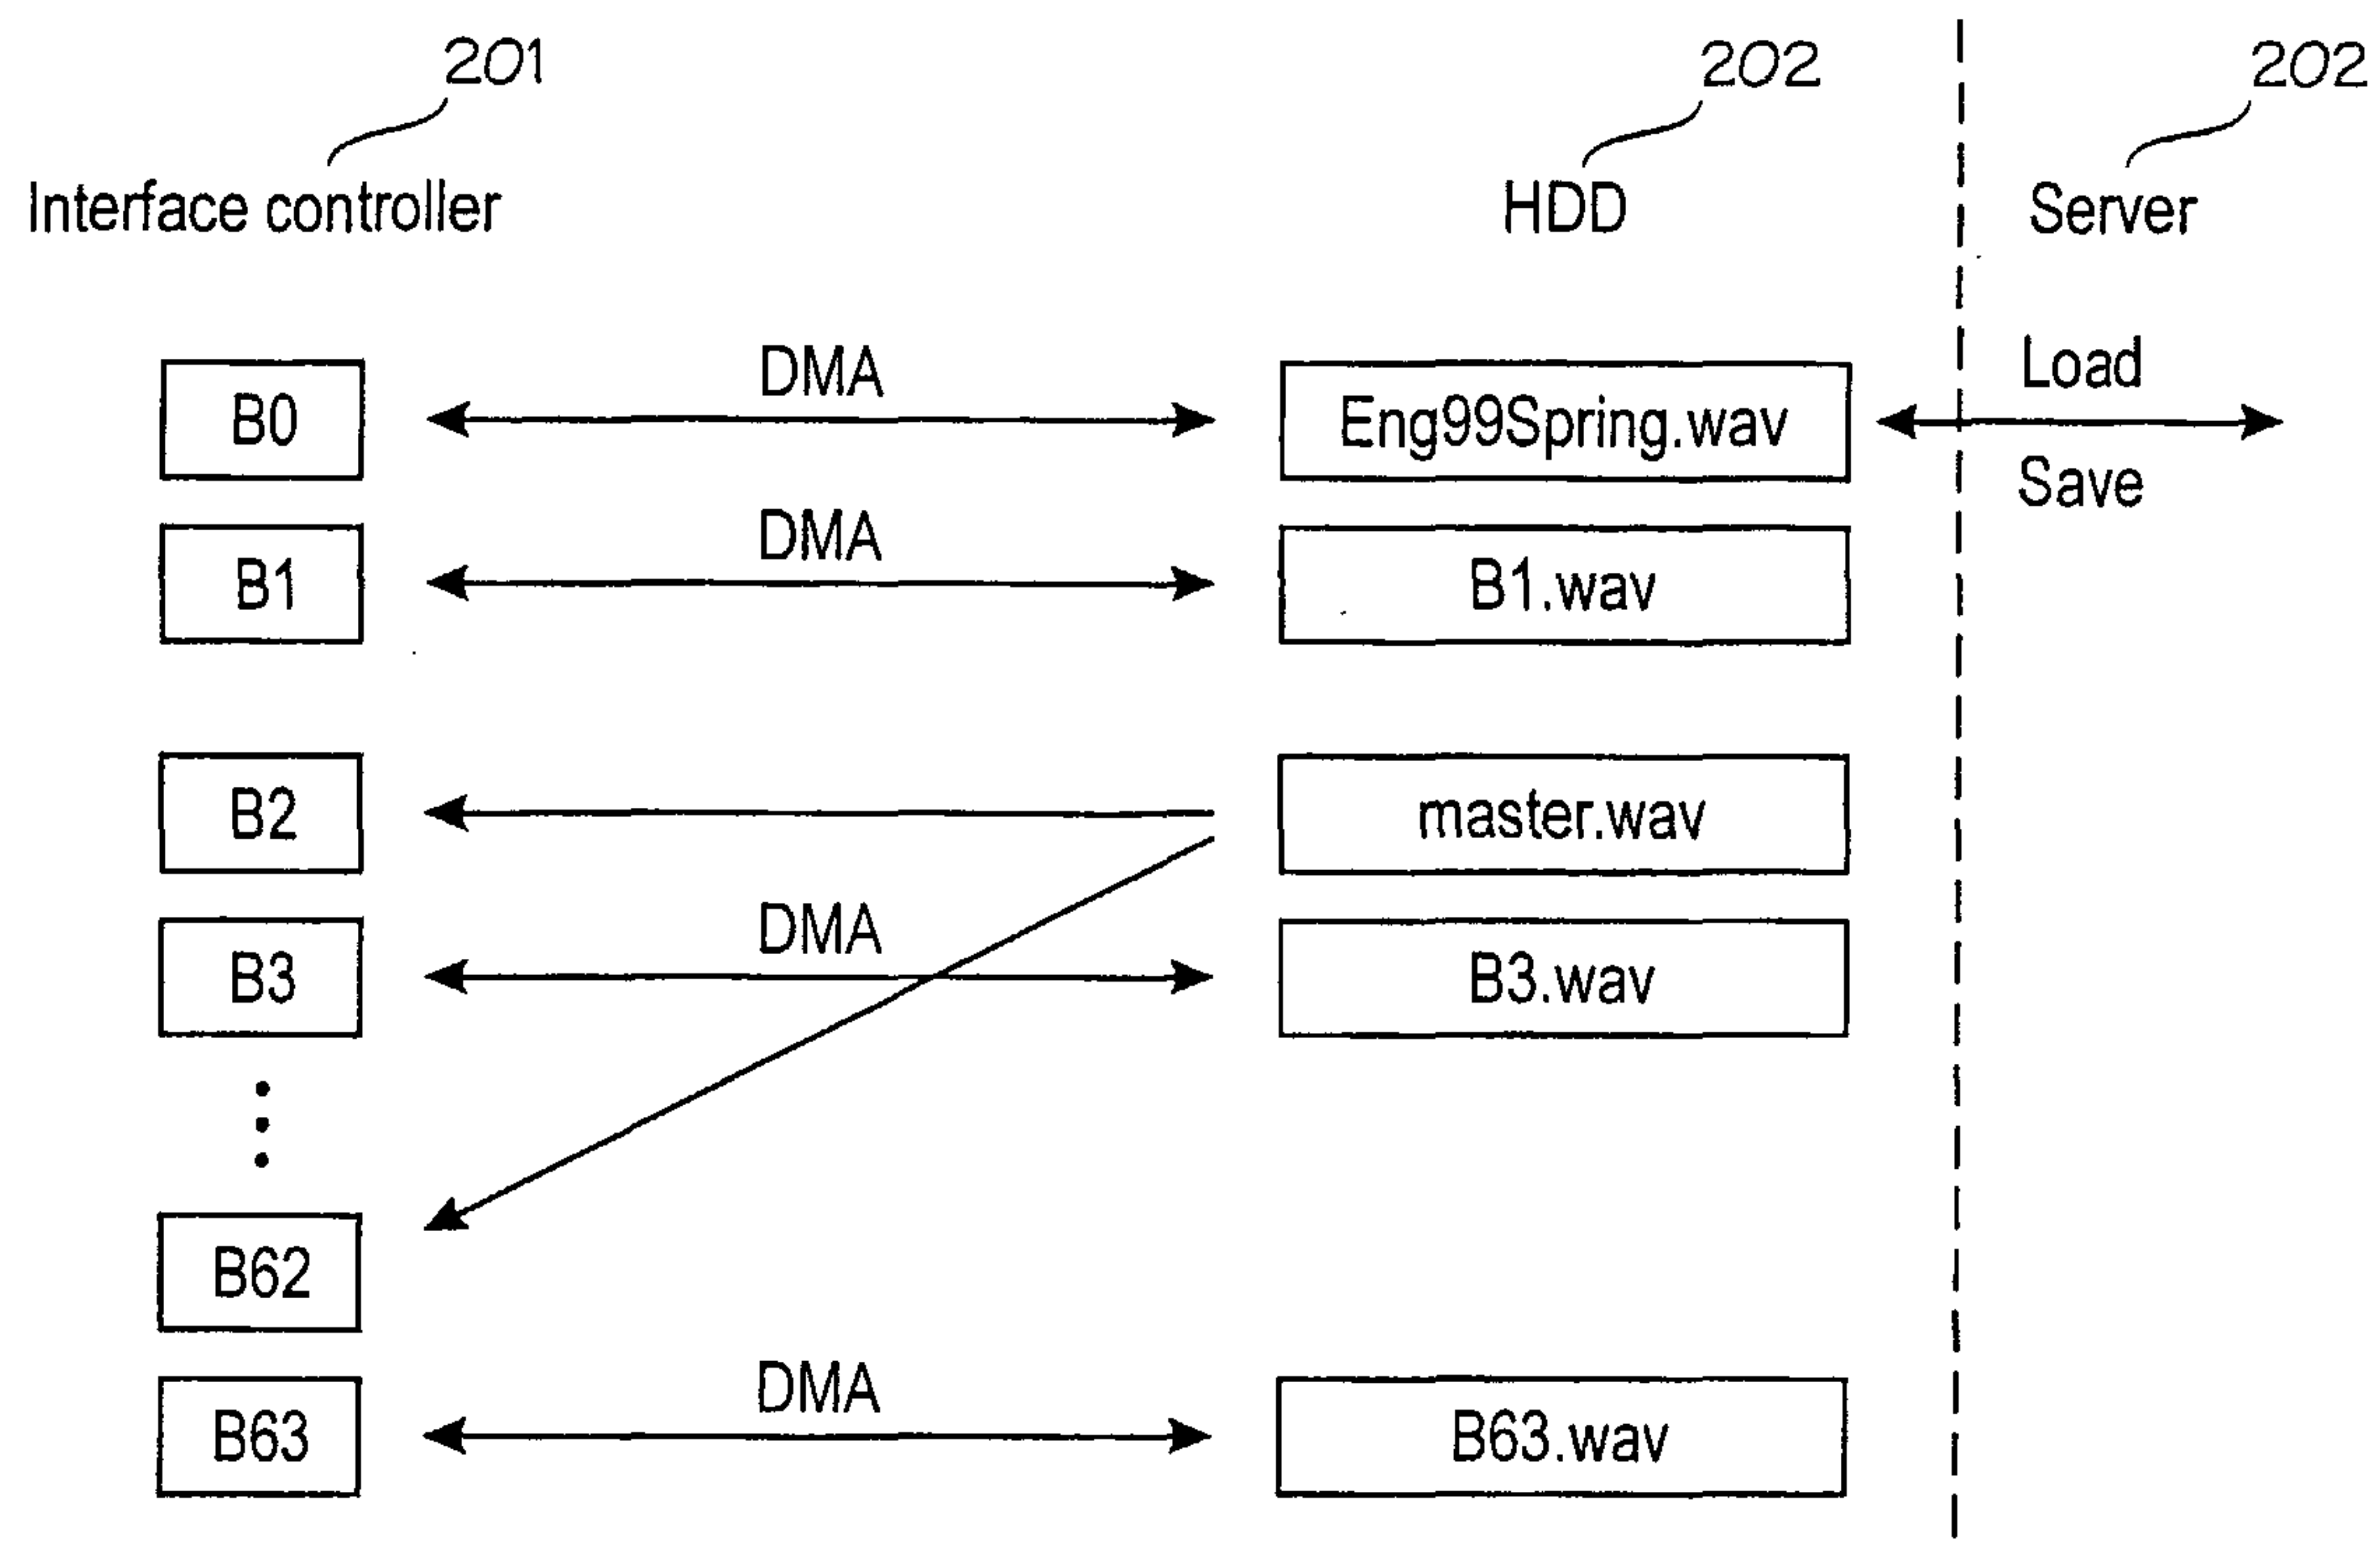 201
202
202
Interface controller
HDD
Server
B0
DMA
Eng99Spring.wav
Load
Save
B1
DMA
B1.wav
B2
master.wav
B3
DMA
B3.wav
B62
B63
DMA
B63.wav